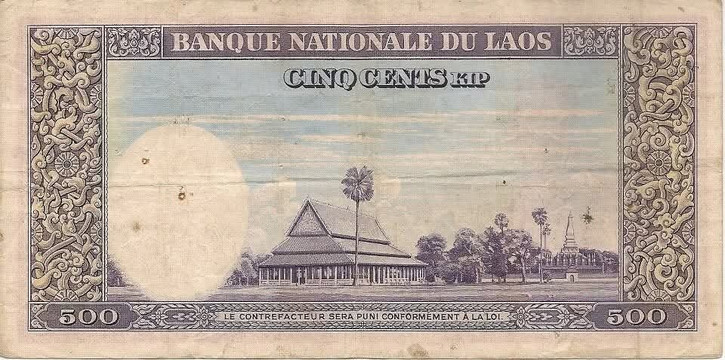 BANQUE NATIONALE DU LAOS
CINQ CENTS KIP
500
LE CONTREFACTEUR SERA PUNI CONFORMÉMENT À LA LOI.
500